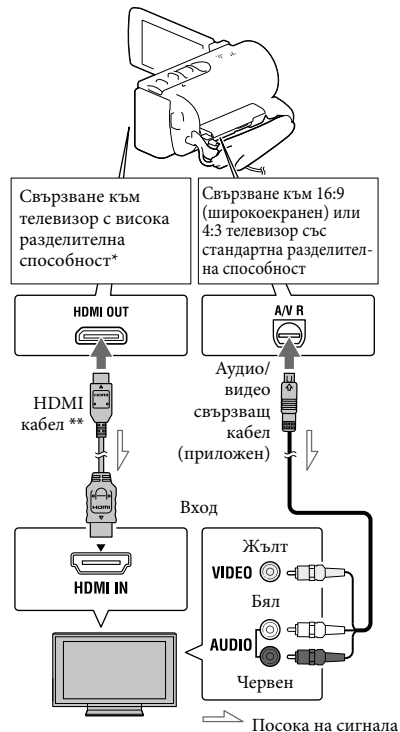 Свързване към
телевизор с висока
разделителна
способност*
Свързване към 16:9
(широкоекранен) или
4:3 телевизор със
стандартна разделител-
на способност
HDMI OUT
A/V R
HDMI
кабел **
Аудио/
видео
свързващ
кабел
(приложен)
HDMI
HDMI
Вход
HDMI IN
Жълт
VIDEO
Бял
AUDIO
Червен
Посока на сигнала